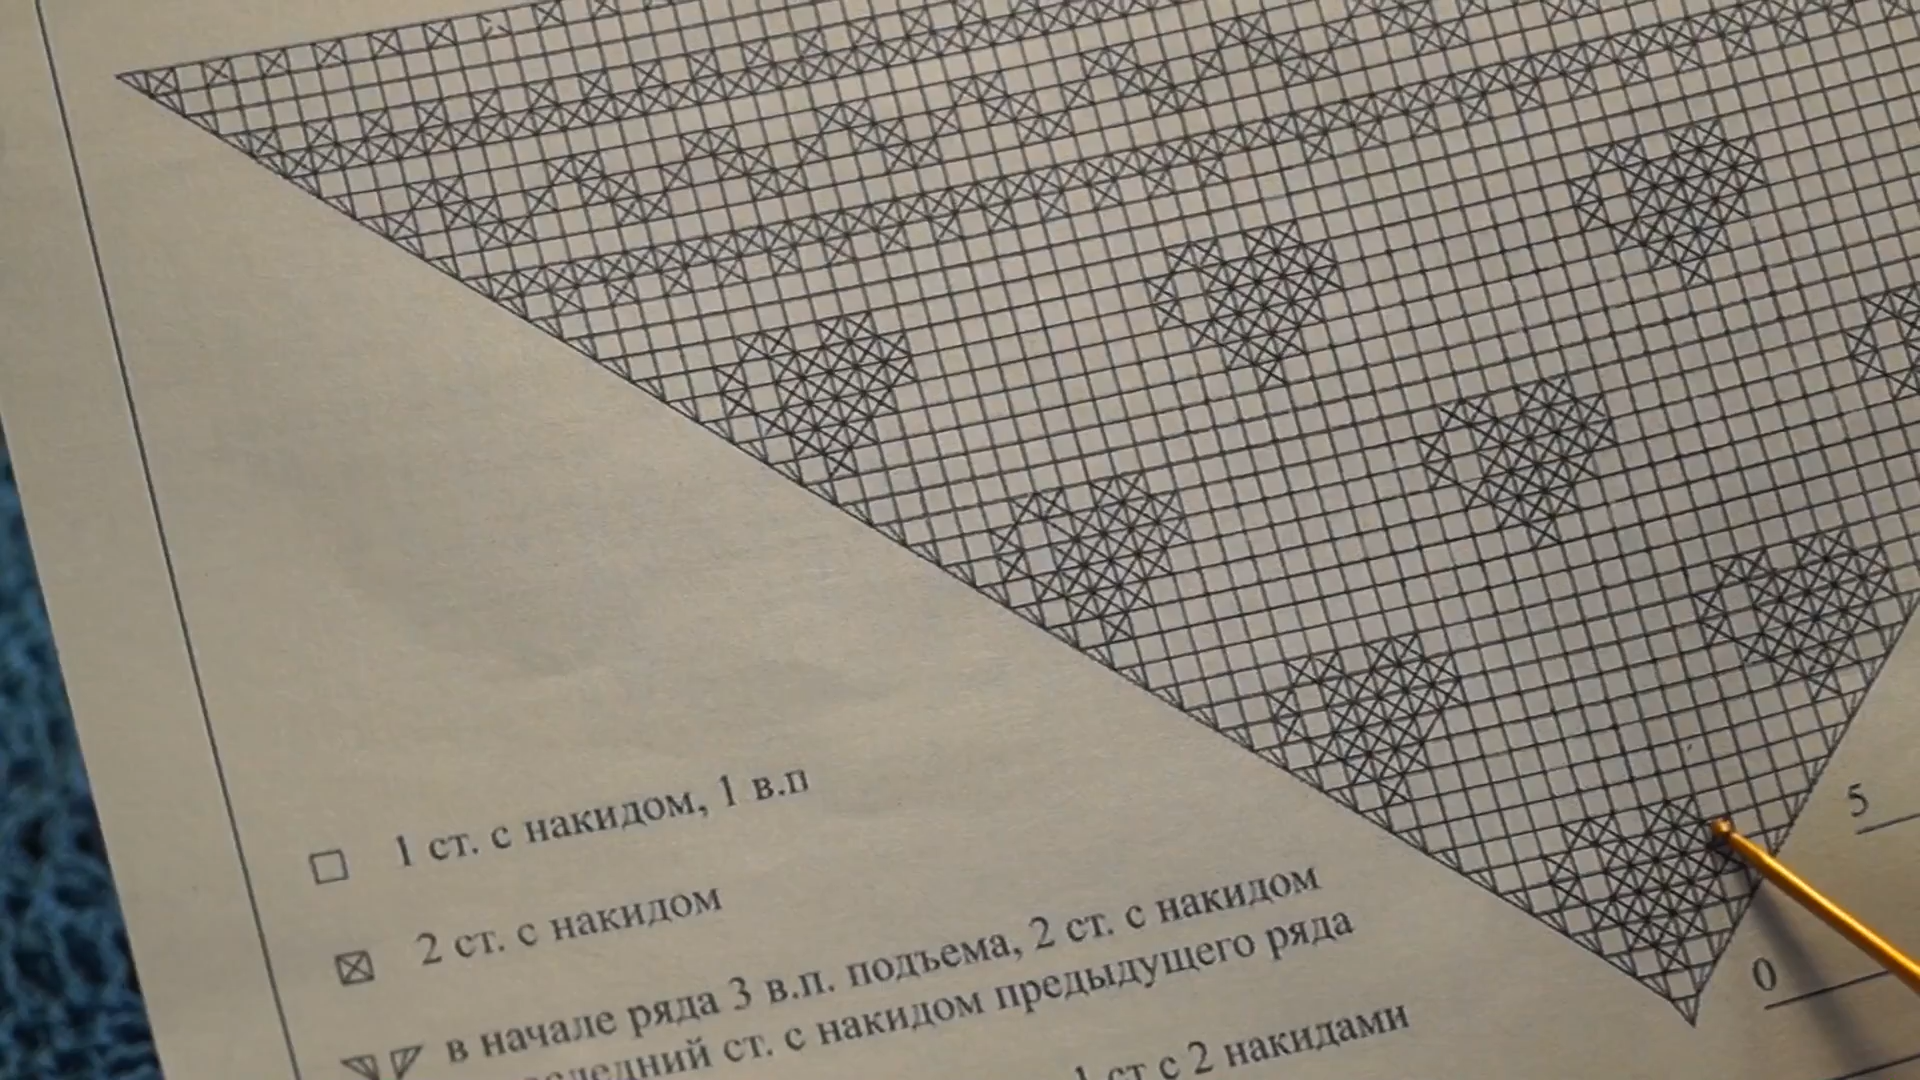 5
1 ст. с накидом, 1 в.п
2 ст. с накидом
0
в начале ряда 3 в.п. подъема, 2 ст. с накидом
ст. с накидом предыдущего ряда
1 ст с 2 накидами